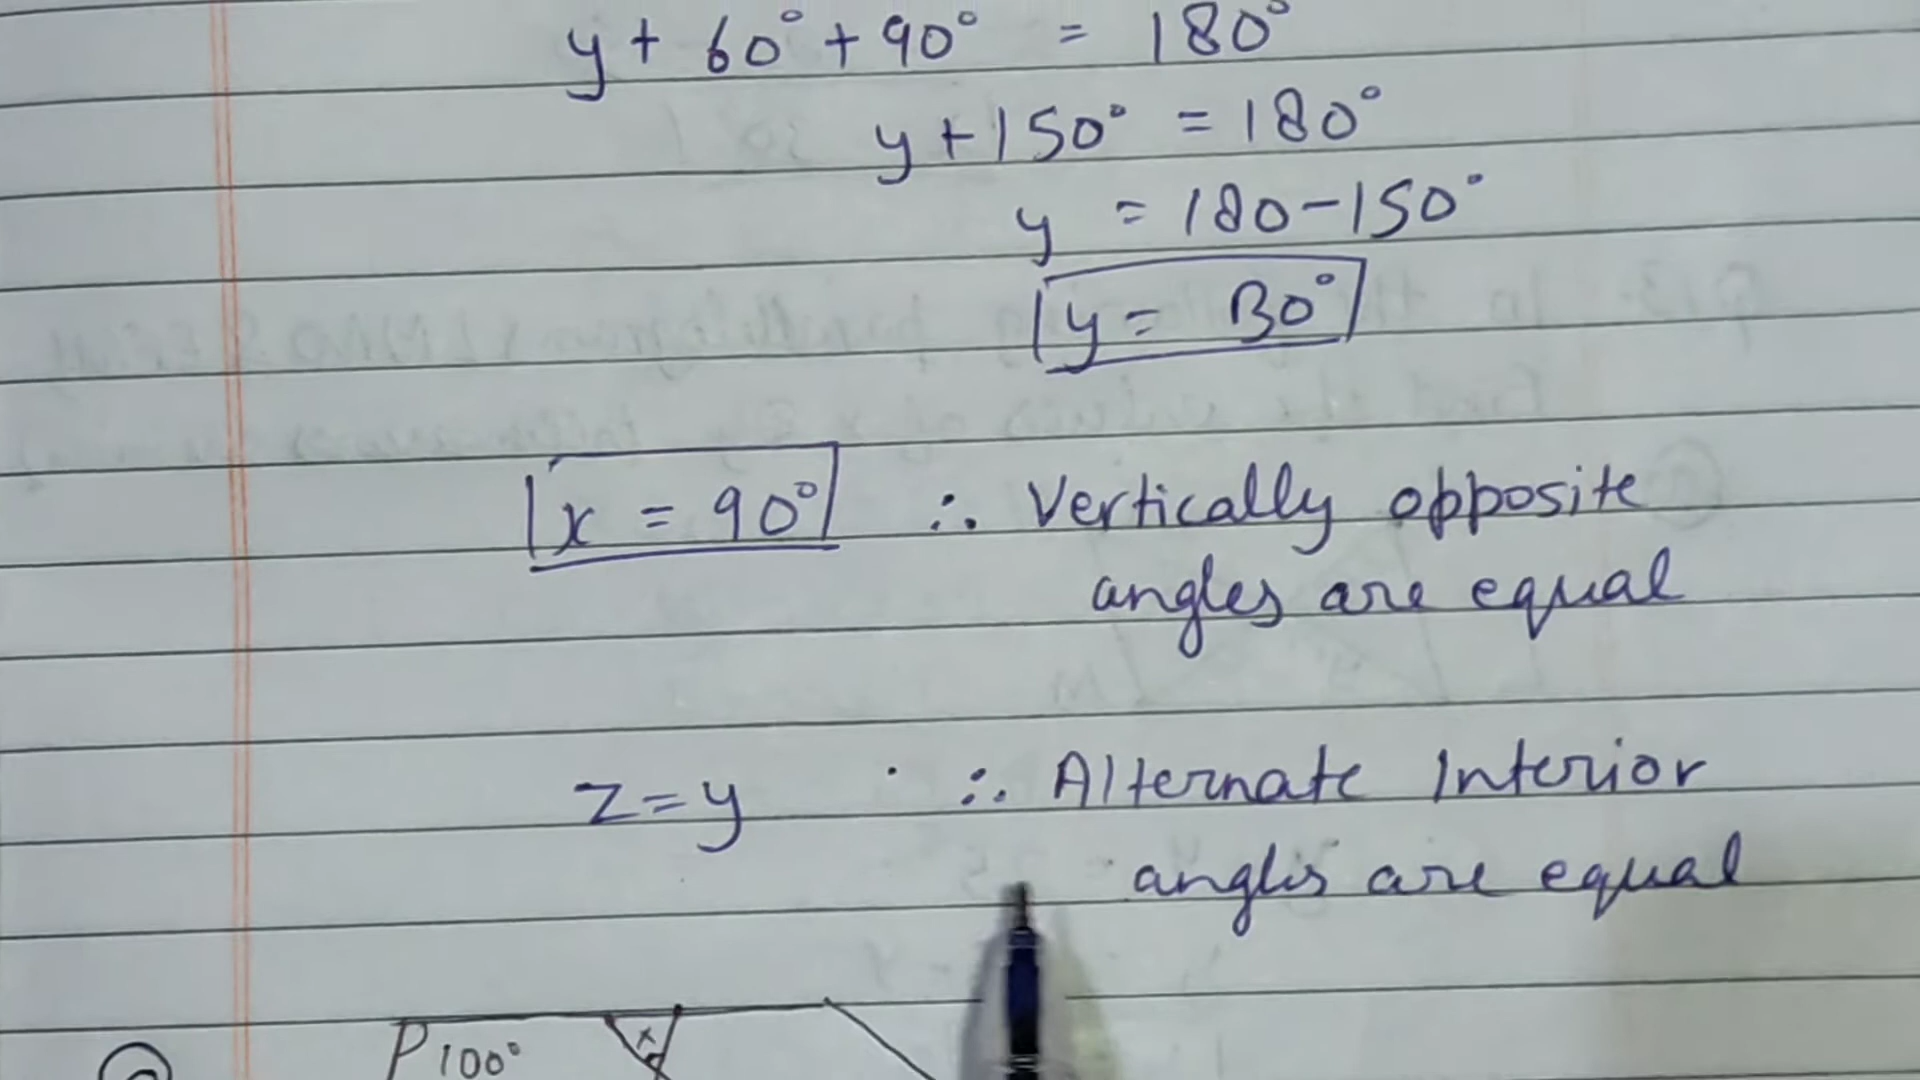 y + 60° + 90° = 180°
y + 150° = 180°
y = 180 - 150°
y = 30°
x = 90° ∴ Vertically opposite
angles are equal
z = y ∴ Alternate Interior
angles are equal
P 100° x